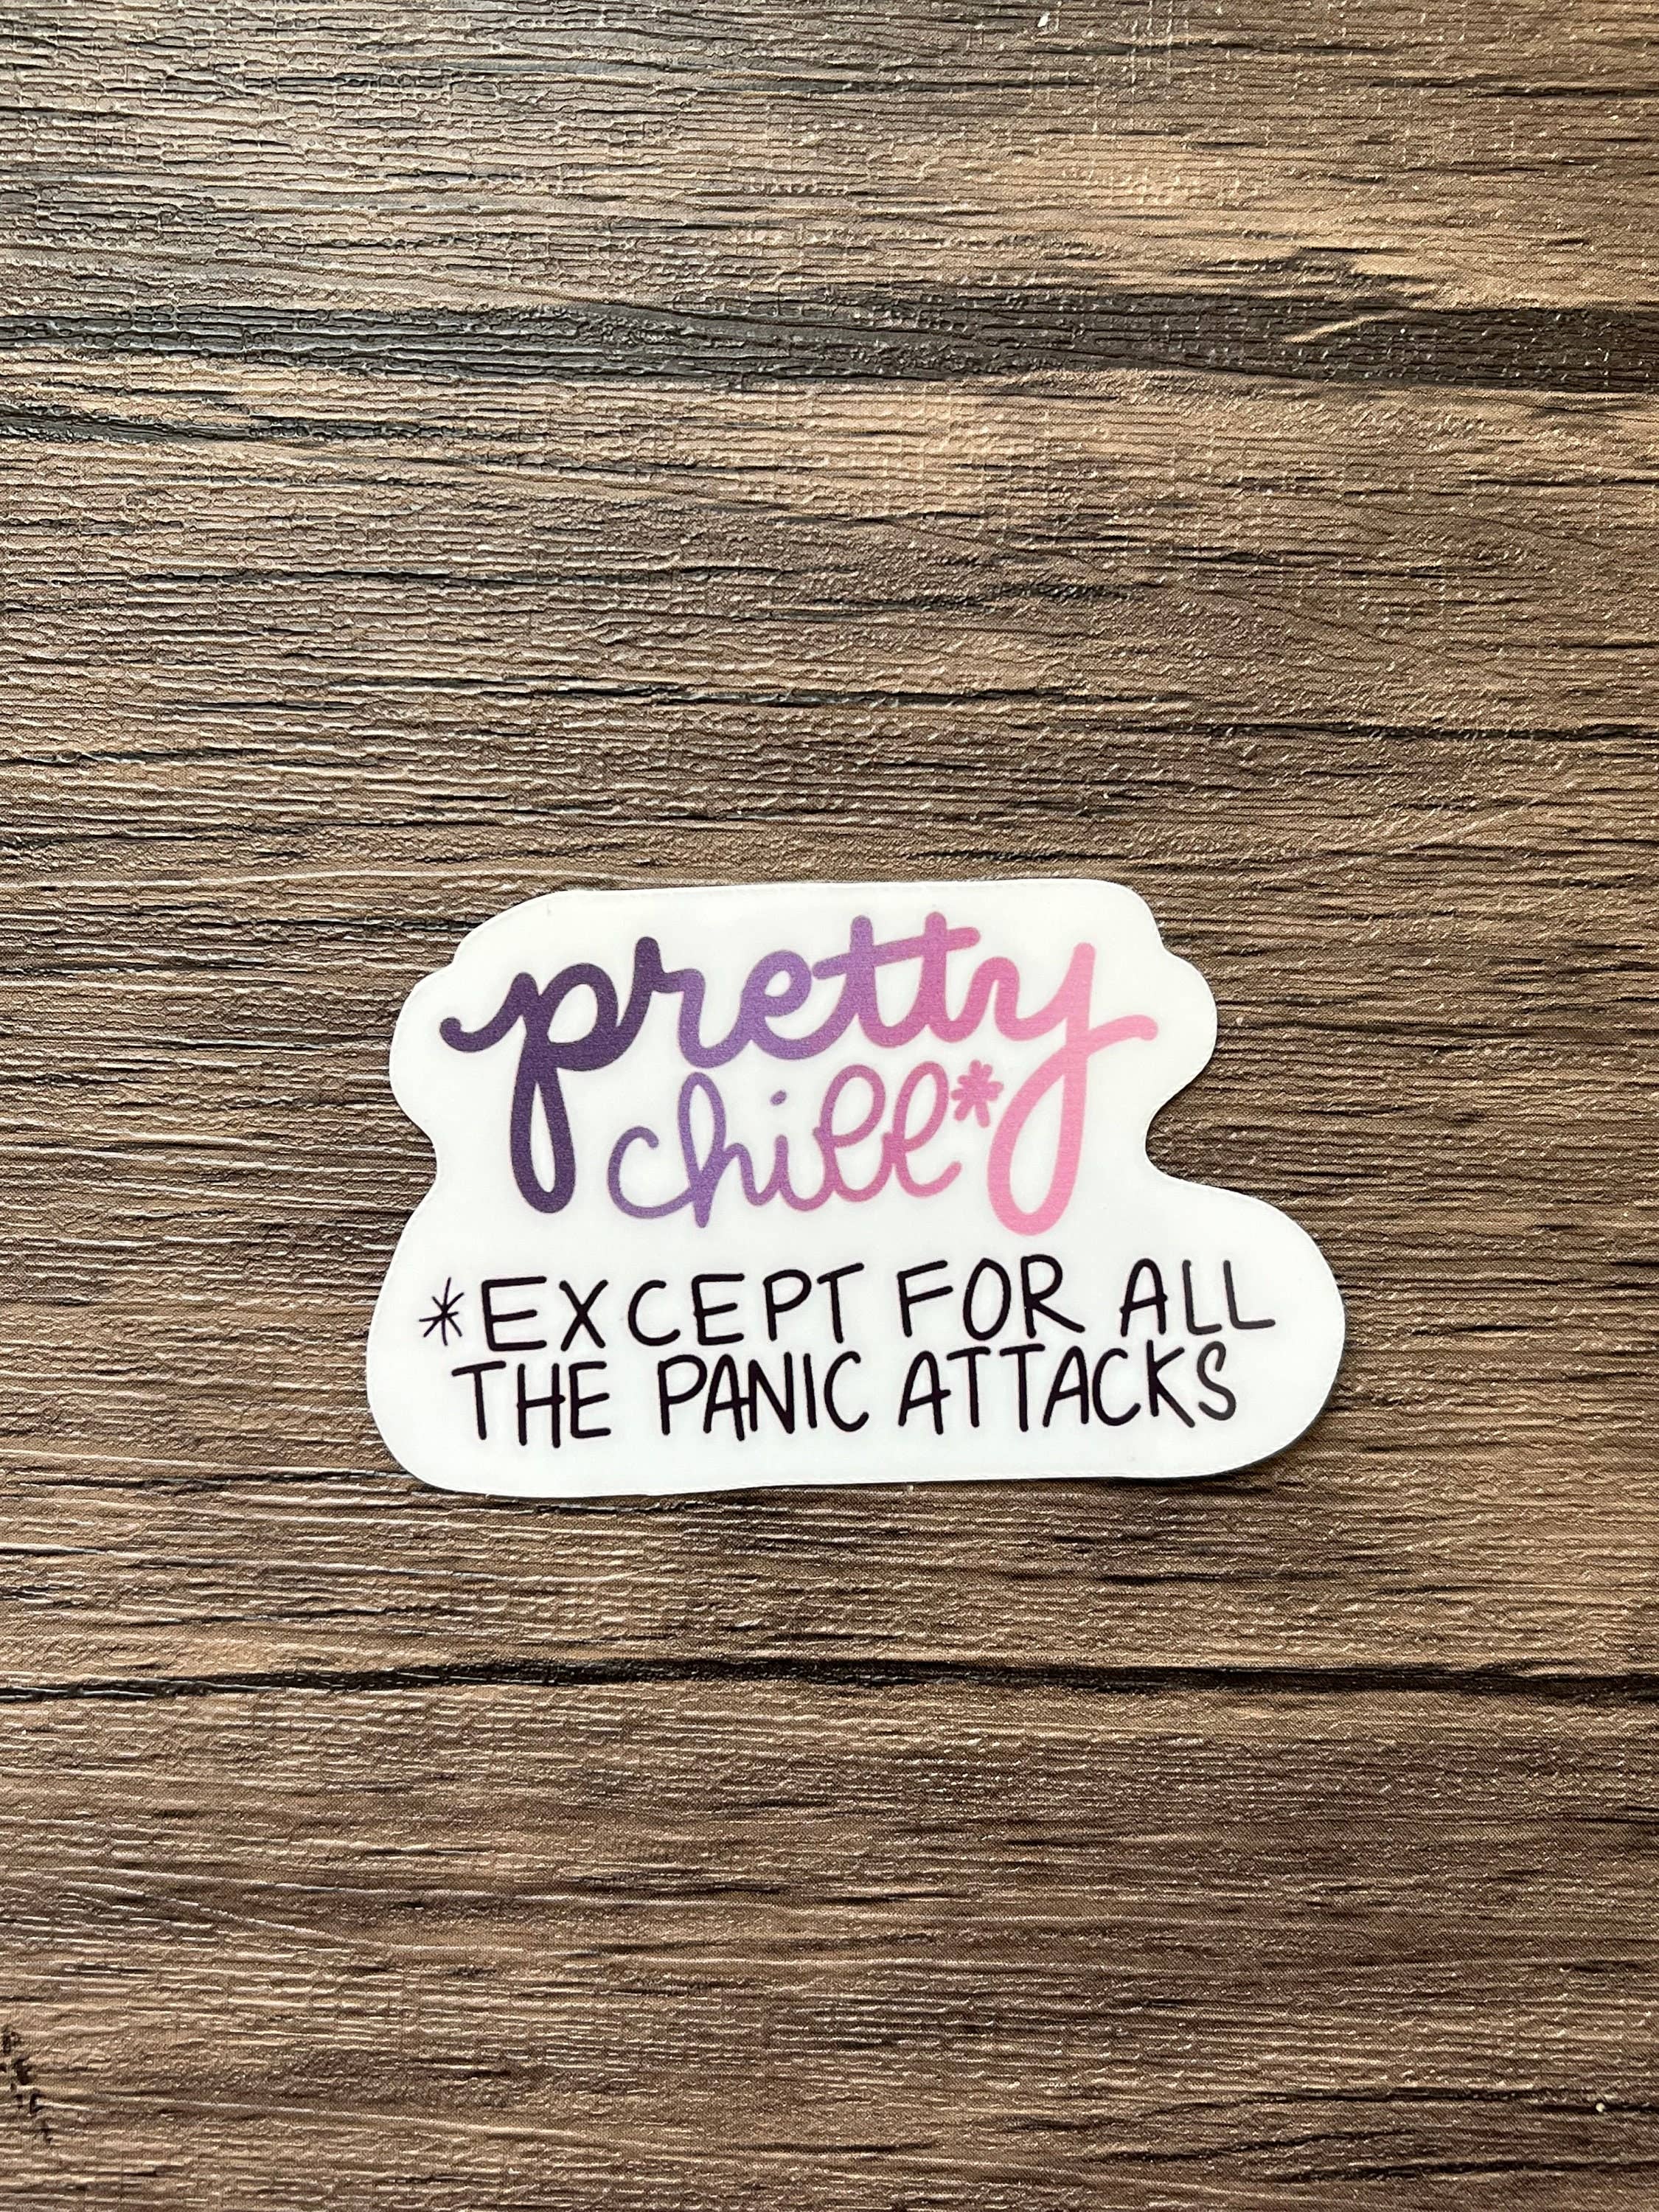 pretty
chill*
*EXCEPT FOR ALL
THE PANIC ATTACKS